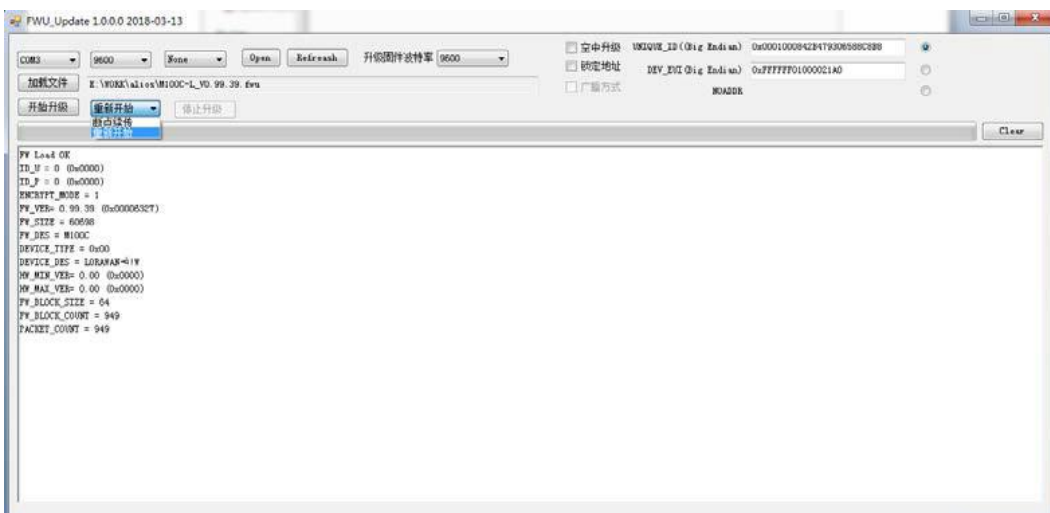 FWU_Update 1.0.0.0 2018-03-13
COM3 9600 None Open Refreash 升级固件波特率 9600
空中升级 UNIQUE_ID((Big Endian)
锁定地址 DEV_EUI(Big Endian) 0xFFFFFF01000021A0
广播方式 NOADDR
加载文件 E:\WORK\alios\M100C-L_V0.99.39.fwu
开始升级 重新开始 停止升级
断点续传
重新开始
Clear
FW Load OK
ID_U = 0 (0x0000)
ID_P = 0 (0x0000)
ENCRYPT_MODE = 1
FW_VER= 0.99.39 (0x00006327)
FW_SIZE = 60698
FW_DES = M100C
DEVICE_TYPE = 0x00
DEVICE_DES = LORAWAN
HW_MIN_VER= 0.00 (0x0000)
HW_MAX_VER= 0.00 (0x0000)
FW_BLOCK_SIZE = 64
FW_BLOCK_COUNT = 949
PACKET_COUNT = 949